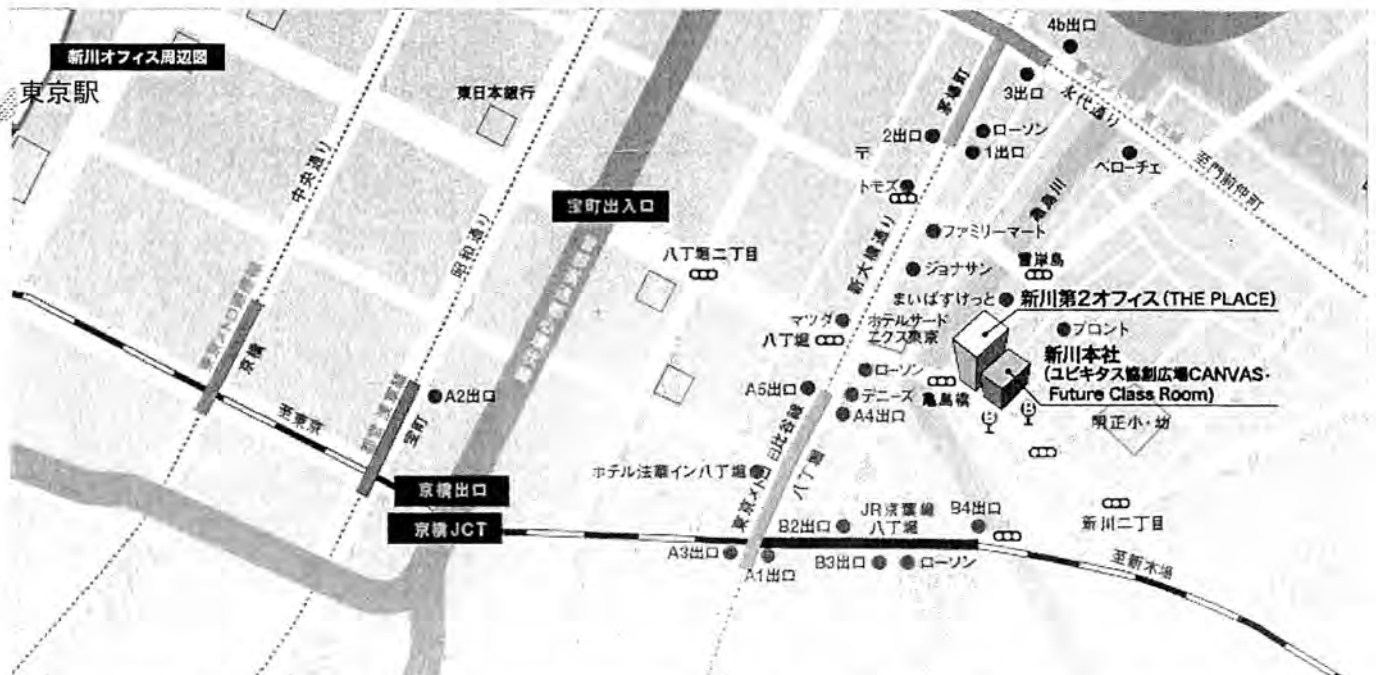 新川オフィス周辺図
東京駅
東日本銀行
中央通り
昭和通り
宝町出入口
八丁堀二丁目
4b出口
3出口
永代通り
茅場町
2出口
ローソン
1出口
〒
ベローチェ
至門前仲町
トモズ
亀島川
ファミリーマート
新大橋通り
ジョナサン
霊岸島
まいばすけっと
新川第2オフィス(THE PLACE)
マツダ
ホテルサード
エクス東京
八丁堀
プロント
新川本社
(ユビキタス協創広場CANVAS・
Future Class Room)
ローソン
A5出口
デニーズ
亀島橋
A4出口
明正小・幼
京橋
A2出口
至東京
宝町
東京メトロ 日比谷線
八丁堀
ホテル法華イン八丁堀
京橋出口
京橋JCT
JR京葉線
八丁堀
B2出口
B4出口
新川二丁目
A3出口
A1出口
B3出口
ローソン
至新木場